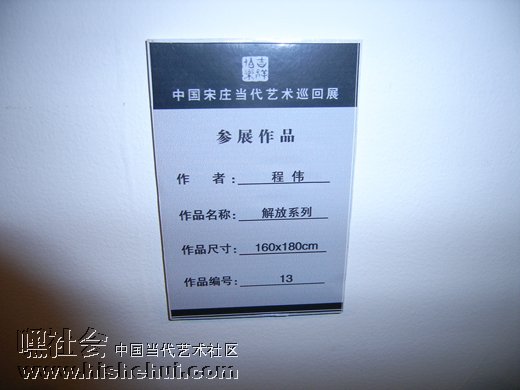 吉祥
中国宋庄当代艺术巡回展
参展作品
作 者：程 伟
作品名称：解放系列
作品尺寸：160x180cm
作品编号：13
嘿社会 中国当代艺术社区
www.hishehui.com